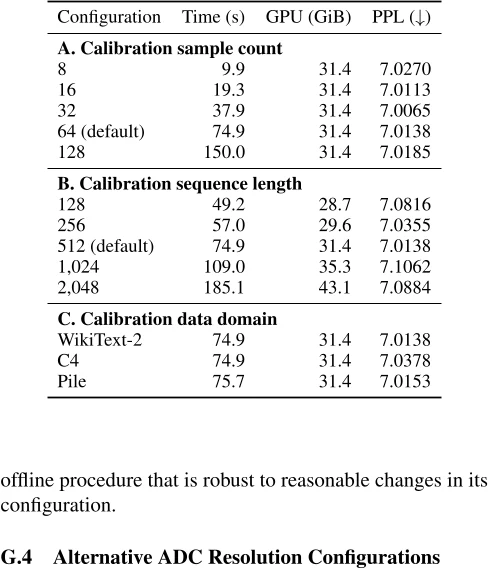 Configuration Time (s) GPU (GiB) PPL (↓)
A. Calibration sample count
8 9.9 31.4 7.0270
16 19.3 31.4 7.0113
32 37.9 31.4 7.0065
64 (default) 74.9 31.4 7.0138
128 150.0 31.4 7.0185
B. Calibration sequence length
128 49.2 28.7 7.0816
256 57.0 29.6 7.0355
512 (default) 74.9 31.4 7.0138
1,024 109.0 35.3 7.1062
2,048 185.1 43.1 7.0884
C. Calibration data domain
WikiText-2 74.9 31.4 7.0138
C4 74.9 31.4 7.0378
Pile 75.7 31.4 7.0153
offline procedure that is robust to reasonable changes in its
configuration.
G.4 Alternative ADC Resolution Configurations